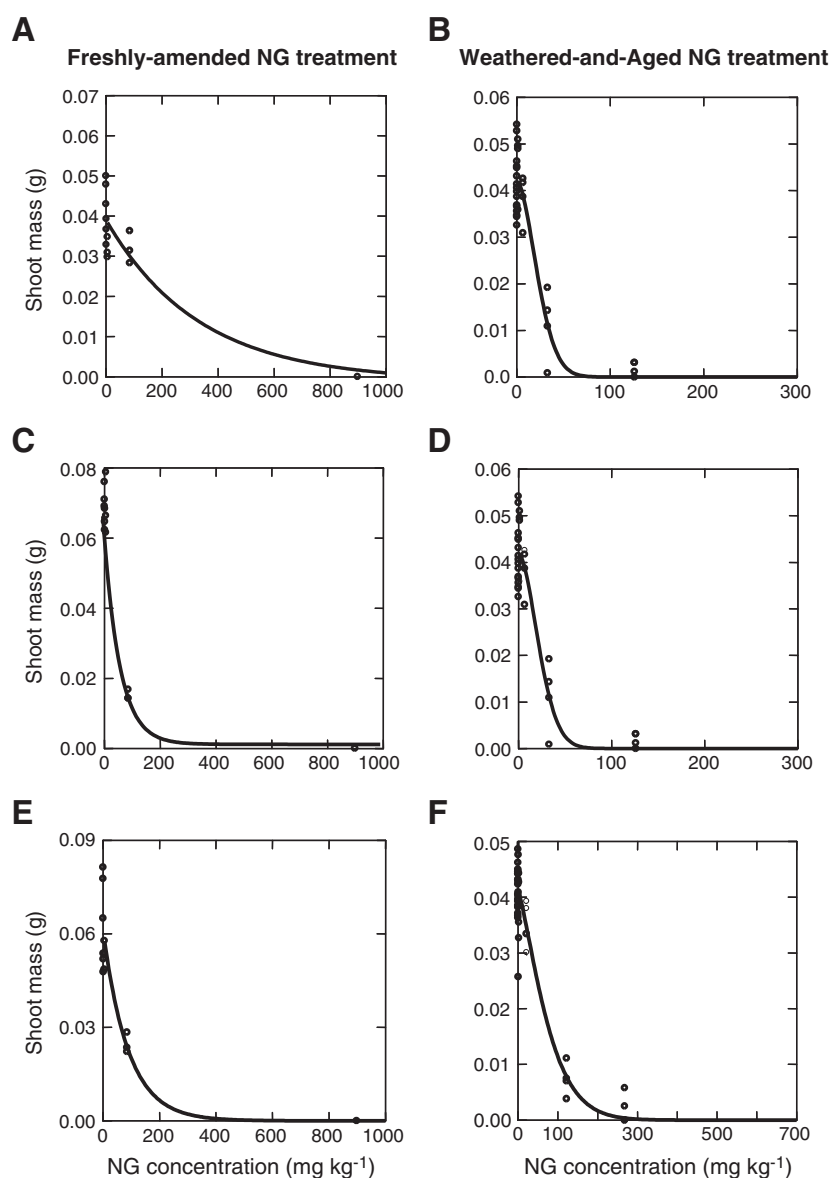 A
B
Freshly-amended NG treatment
Weathered-and-Aged NG treatment
0.07
0.06
0.05
0.04
0.03
0.02
0.01
0.00
Shoot mass (g)
0 200 400 600 800 1000
0.06
0.05
0.04
0.03
0.02
0.01
0.0
0 100 200 300
C
D
0.08
0.06
0.04
0.02
0.00
Shoot mass (g)
0 200 400 600 800 1000
0.06
0.05
0.04
0.03
0.02
0.01
0.00
0 100 200 300
E
F
0.09
0.06
0.03
0.00
Shoot mass (g)
0 200 400 600 800 1000
NG concentration (mg kg⁻¹)
0.05
0.04
0.03
0.02
0.01
0.00
0 100 300 500 700
NG concentration (mg kg⁻¹)